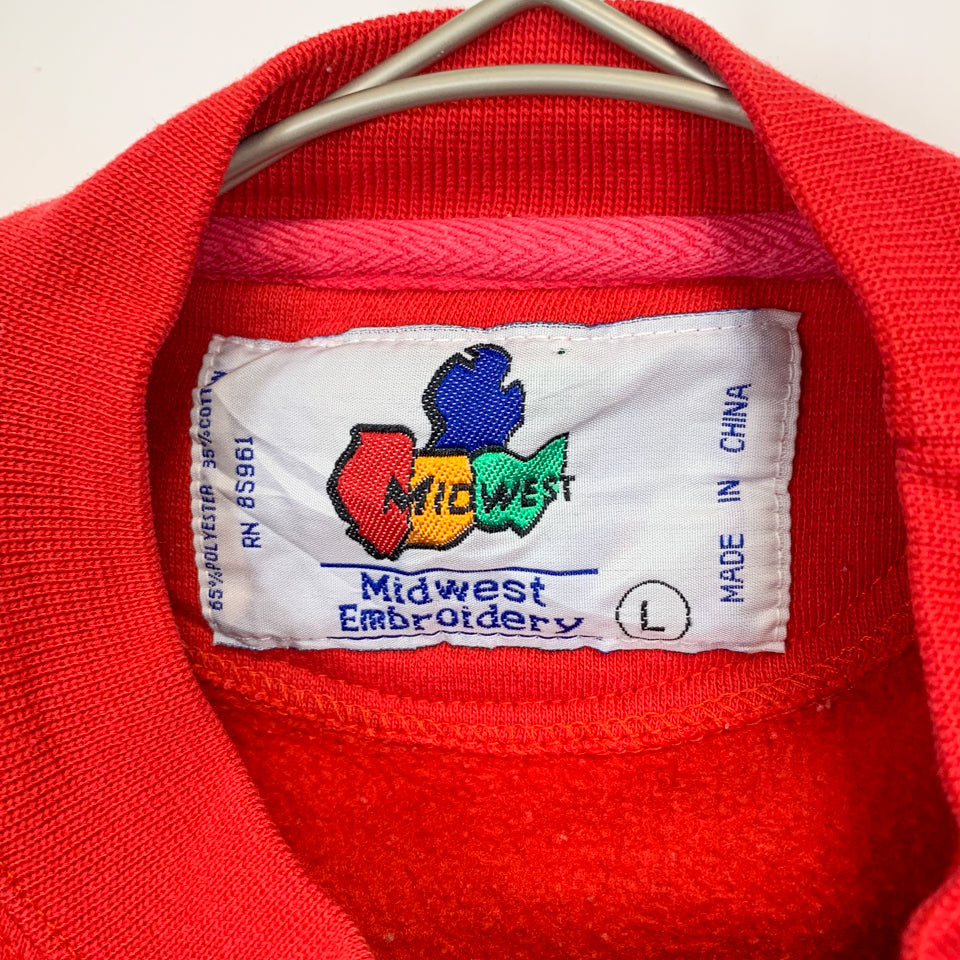 65%POLYESTER 35%COTTON
RN 85961
MIDWEST
Midwest
Embroidery
L
MADE IN CHINA